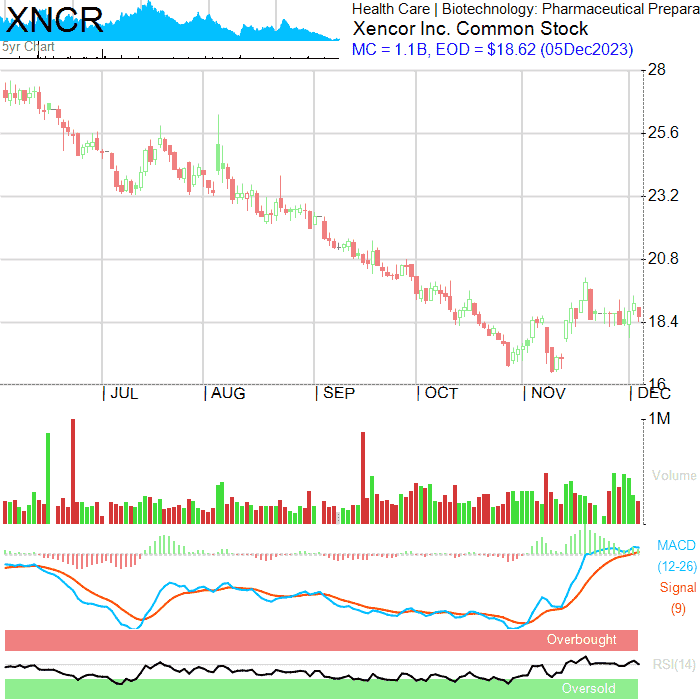 XNCR
Health Care | Biotechnology: Pharmaceutical Prepara
Xencor Inc. Common Stock
5yr Chart
MC = 1.1B, EOD = $18.62 (05Dec2023)
28
25.6
23.2
20.8
18.4
16
| JUL | AUG | SEP | OCT | NOV | DEC
1M
Volume
MACD
(12-26)
Signal
(9)
Overbought
RSI(14)
Oversold